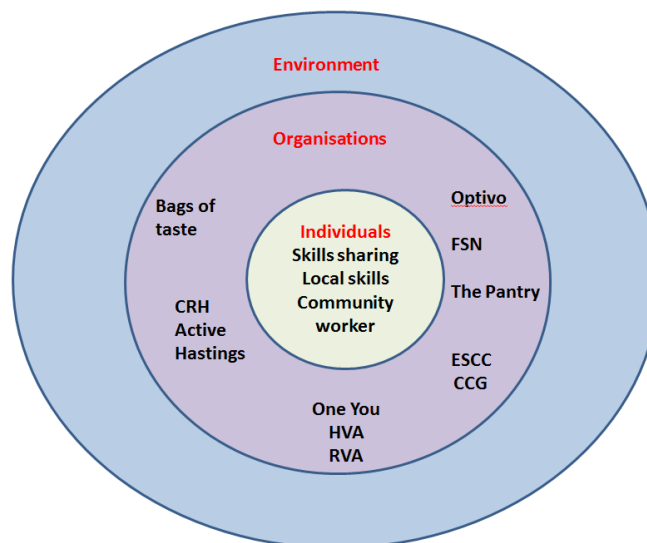 Environment
Organisations
Bags of
taste
Individuals
Skills sharing
Local skills
Community
worker
Optivo
FSN
The Pantry
CRH
Active
Hastings
ESCC
CCG
One You
HVA
RVA